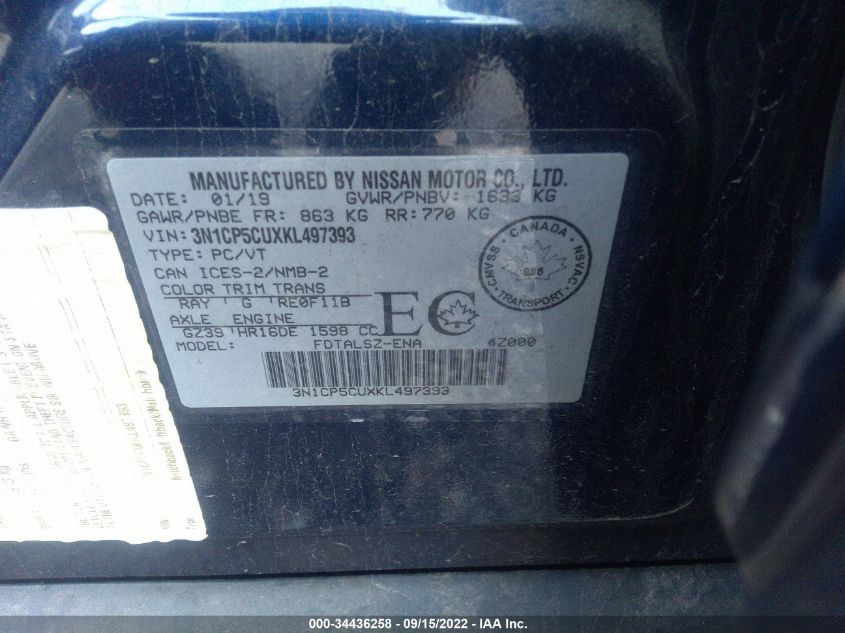 MANUFACTURED BY NISSAN MOTOR CO., LTD.
DATE: 01/19 GVWR/PNBV: 1633 KG
GAWR/PNBE FR: 863 KG RR: 770 KG
VIN: 3N1CP5CUXKL497393
TYPE: PC/VT
CAN ICES-2/NMB-2
COLOR TRIM TRANS
RAY G RE0F11B
AXLE ENGINE
GZ39 HR16DE 1598 CC
MODEL: FDTALSZ-ENA 4Z000
EC
CANADA
CMVSS NSVAC
TRANSPORT
3N1CP5CUXKL497393
000-34436258 - 09/15/2022 - IAA Inc.